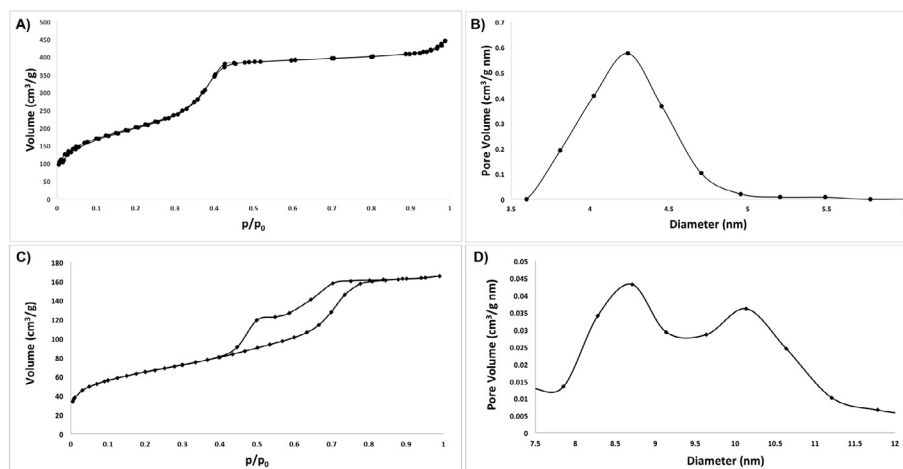 A)
Volume (cm³/g)
500
450
400
350
300
250
200
150
100
50
0
0 0.1 0.2 0.3 0.4 0.5 0.6 0.7 0.8 0.9 1
p/p₀
B)
Pore Volume (cm³/g nm)
0.7
0.6
0.5
0.4
0.3
0.2
0.1
0
3.5 4 4.5 5 5.5
Diameter (nm)
C)
Volume (cm³/g)
180
160
140
120
100
80
60
40
20
0
0 0.1 0.2 0.3 0.4 0.5 0.6 0.7 0.8 0.9 1
p/p₀
D)
Pore Volume (cm³/g nm)
0.05
0.045
0.04
0.035
0.03
0.025
0.02
0.015
0.01
0.005
0
7.5 8 8.5 9 9.5 10 10.5 11 11.5 12
Diameter (nm)